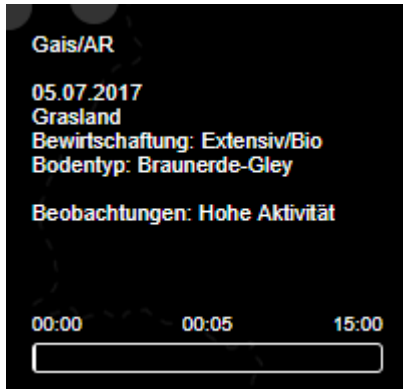 Gais/AR
05.07.2017
Grasland
Bewirtschaftung: Extensiv/Bio
Bodentyp: Braunerde-Gley
Beobachtungen: Hohe Aktivität
00:00 00:05 15:00